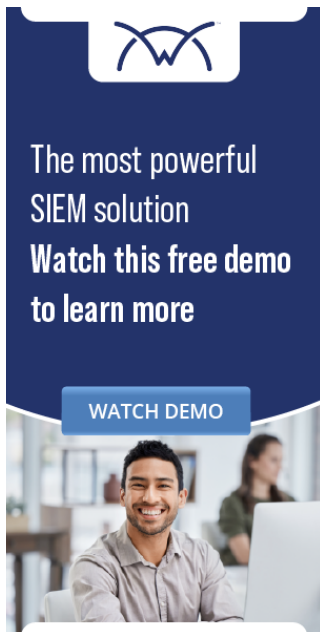 The most powerful
SIEM solution
Watch this free demo
to learn more
WATCH DEMO